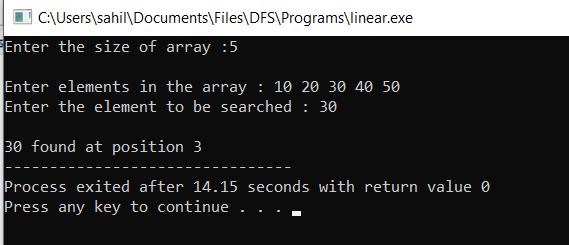 C:\Users\sahil\Documents\Files\DFS\Programs\linear.exe
Enter the size of array :5
Enter elements in the array : 10 20 30 40 50
Enter the element to be searched : 30
30 found at position 3
--------------------------------
Process exited after 14.15 seconds with return value 0
Press any key to continue . . .